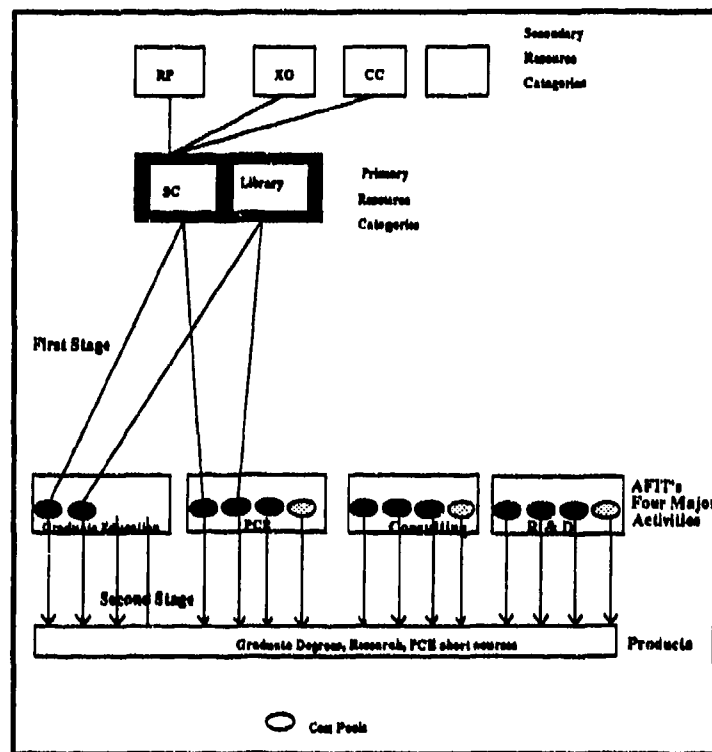 Secondary
Resource
Categories
RP
XO
CC
SC
Library
Primary
Resource
Categories
First Stage
AFIT's
Four Major
Activities
Graduate Education
PCE
Consulting
R & D
Second Stage
Graduate Degrees, Research, PCE short courses
Products
Cost Pools